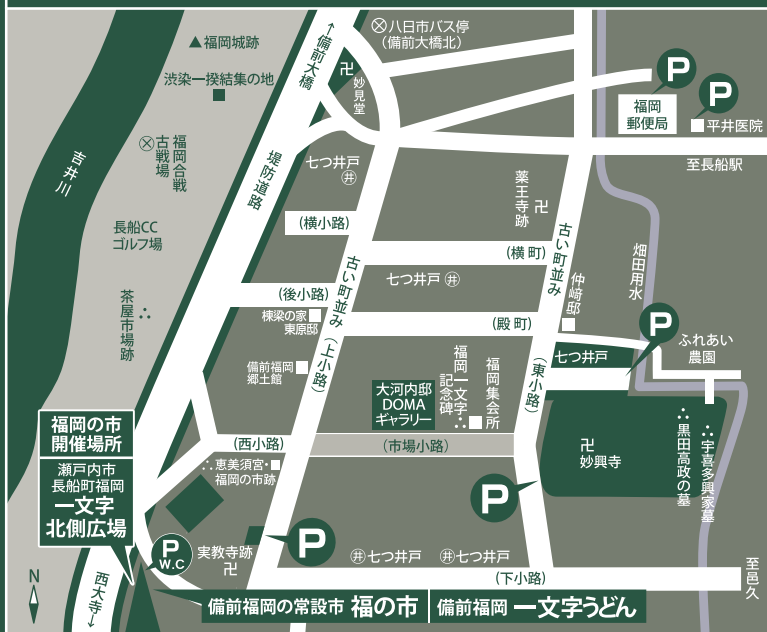 ↑備前大橋
八日市バス停
(備前大橋北)
▲福岡城跡
渋染一揆結集の地
卍
妙見堂
P
P
福岡
郵便局
平井医院
至長船駅
吉井川
福岡合戦
古戦場
堤防道路
七つ井戸
井
薬王寺跡
卍
長船CC
ゴルフ場
(横小路)
古い町並み(上小路)
(横町)
古い町並み
(東小路)
畑田用水
七つ井戸 井
仲﨑邸
茶屋市場跡
(後小路)
棟梁の家
東原邸
(殿町)
P
ふれあい
農園
七つ井戸
備前福岡
郷土館
大河内邸
DOMA
ギャラリー
福岡一文字
記念碑
福岡集会所
福岡の市
開催場所
瀬戸内市
長船町福岡
一文字
北側広場
(西小路)
(市場小路)
恵美須宮・
福岡の市跡
卍
妙興寺
黒田高政の墓
宇喜多興家墓
P
P
P
W.C
実教寺跡
卍
井七つ井戸
井七つ井戸
(下小路)
至邑久
N
西大寺↓
備前福岡の常設市 福の市
備前福岡 一文字うどん